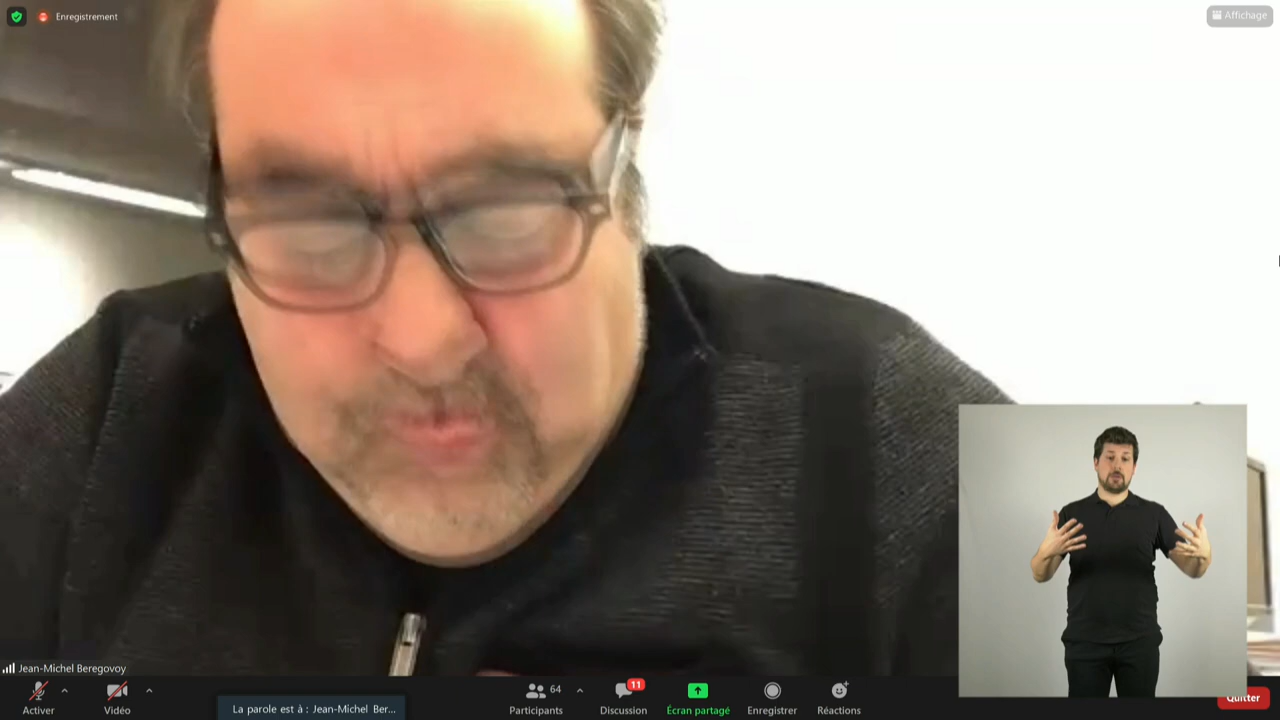 Enregistrement
Affichage
Jean-Michel Beregovoy
Activer
Vidéo
La parole est à : Jean-Michel Ber...
64
Participants
11
Discussion
Écran partagé
Enregistrer
Réactions
Quitter